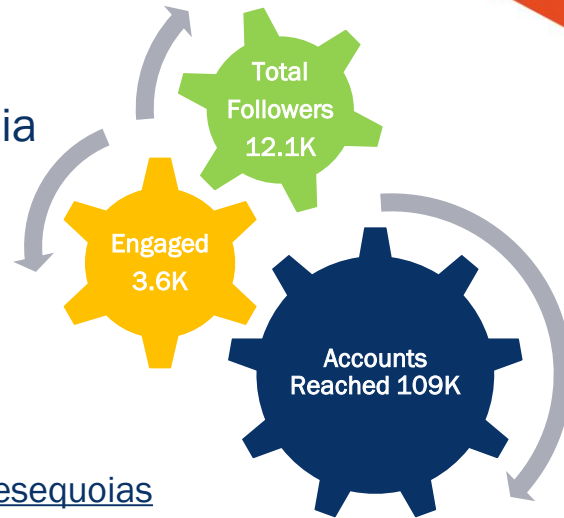 ia
Total
Followers
12.1K
Engaged
3.6K
Accounts
Reached 109K
esequoias